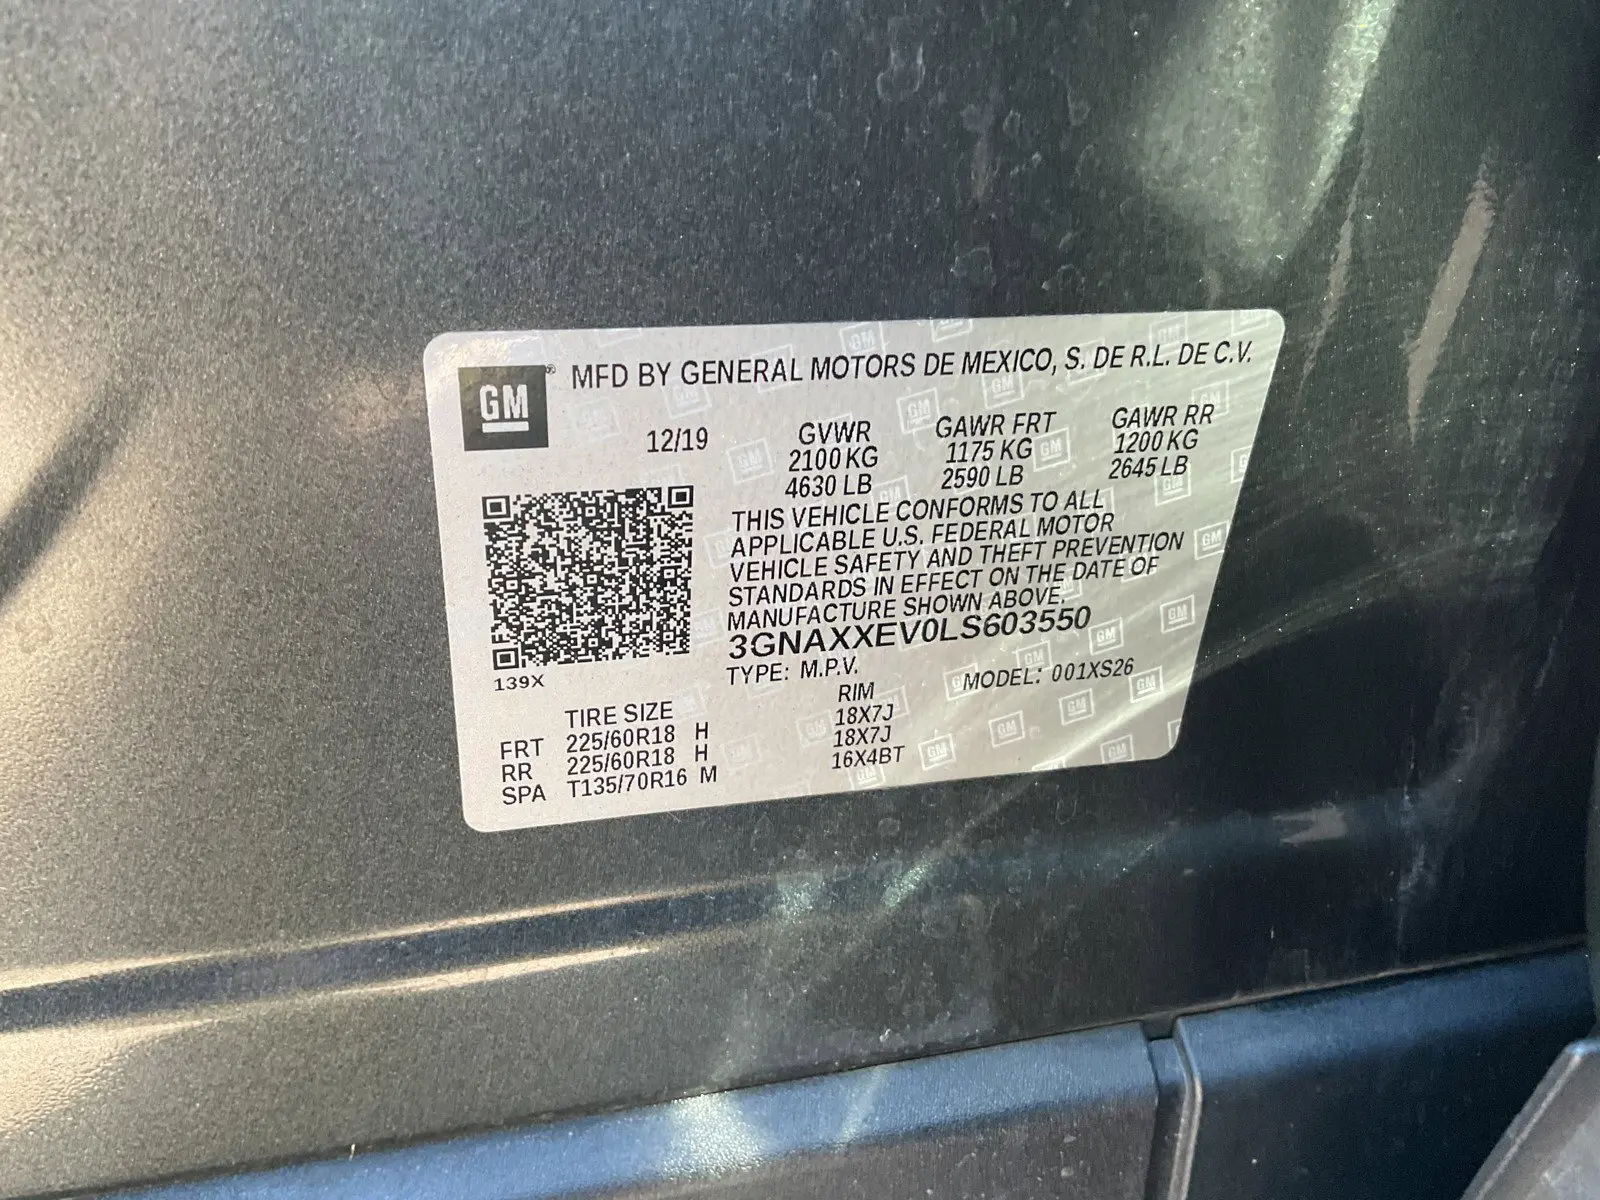 GM® MFD BY GENERAL MOTORS DE MEXICO, S. DE R.L. DE C.V.
12/19 GVWR GAWR FRT GAWR RR
2100 KG 1175 KG 1200 KG
4630 LB 2590 LB 2645 LB
THIS VEHICLE CONFORMS TO ALL
APPLICABLE U.S. FEDERAL MOTOR
VEHICLE SAFETY AND THEFT PREVENTION
STANDARDS IN EFFECT ON THE DATE OF
MANUFACTURE SHOWN ABOVE.
3GNAXXEV0LS603550
139X
TYPE: M.P.V. MODEL: 001XS26
TIRE SIZE RIM
FRT 225/60R18 H 18X7J
RR 225/60R18 H 18X7J
SPA T135/70R16 M 16X4BT